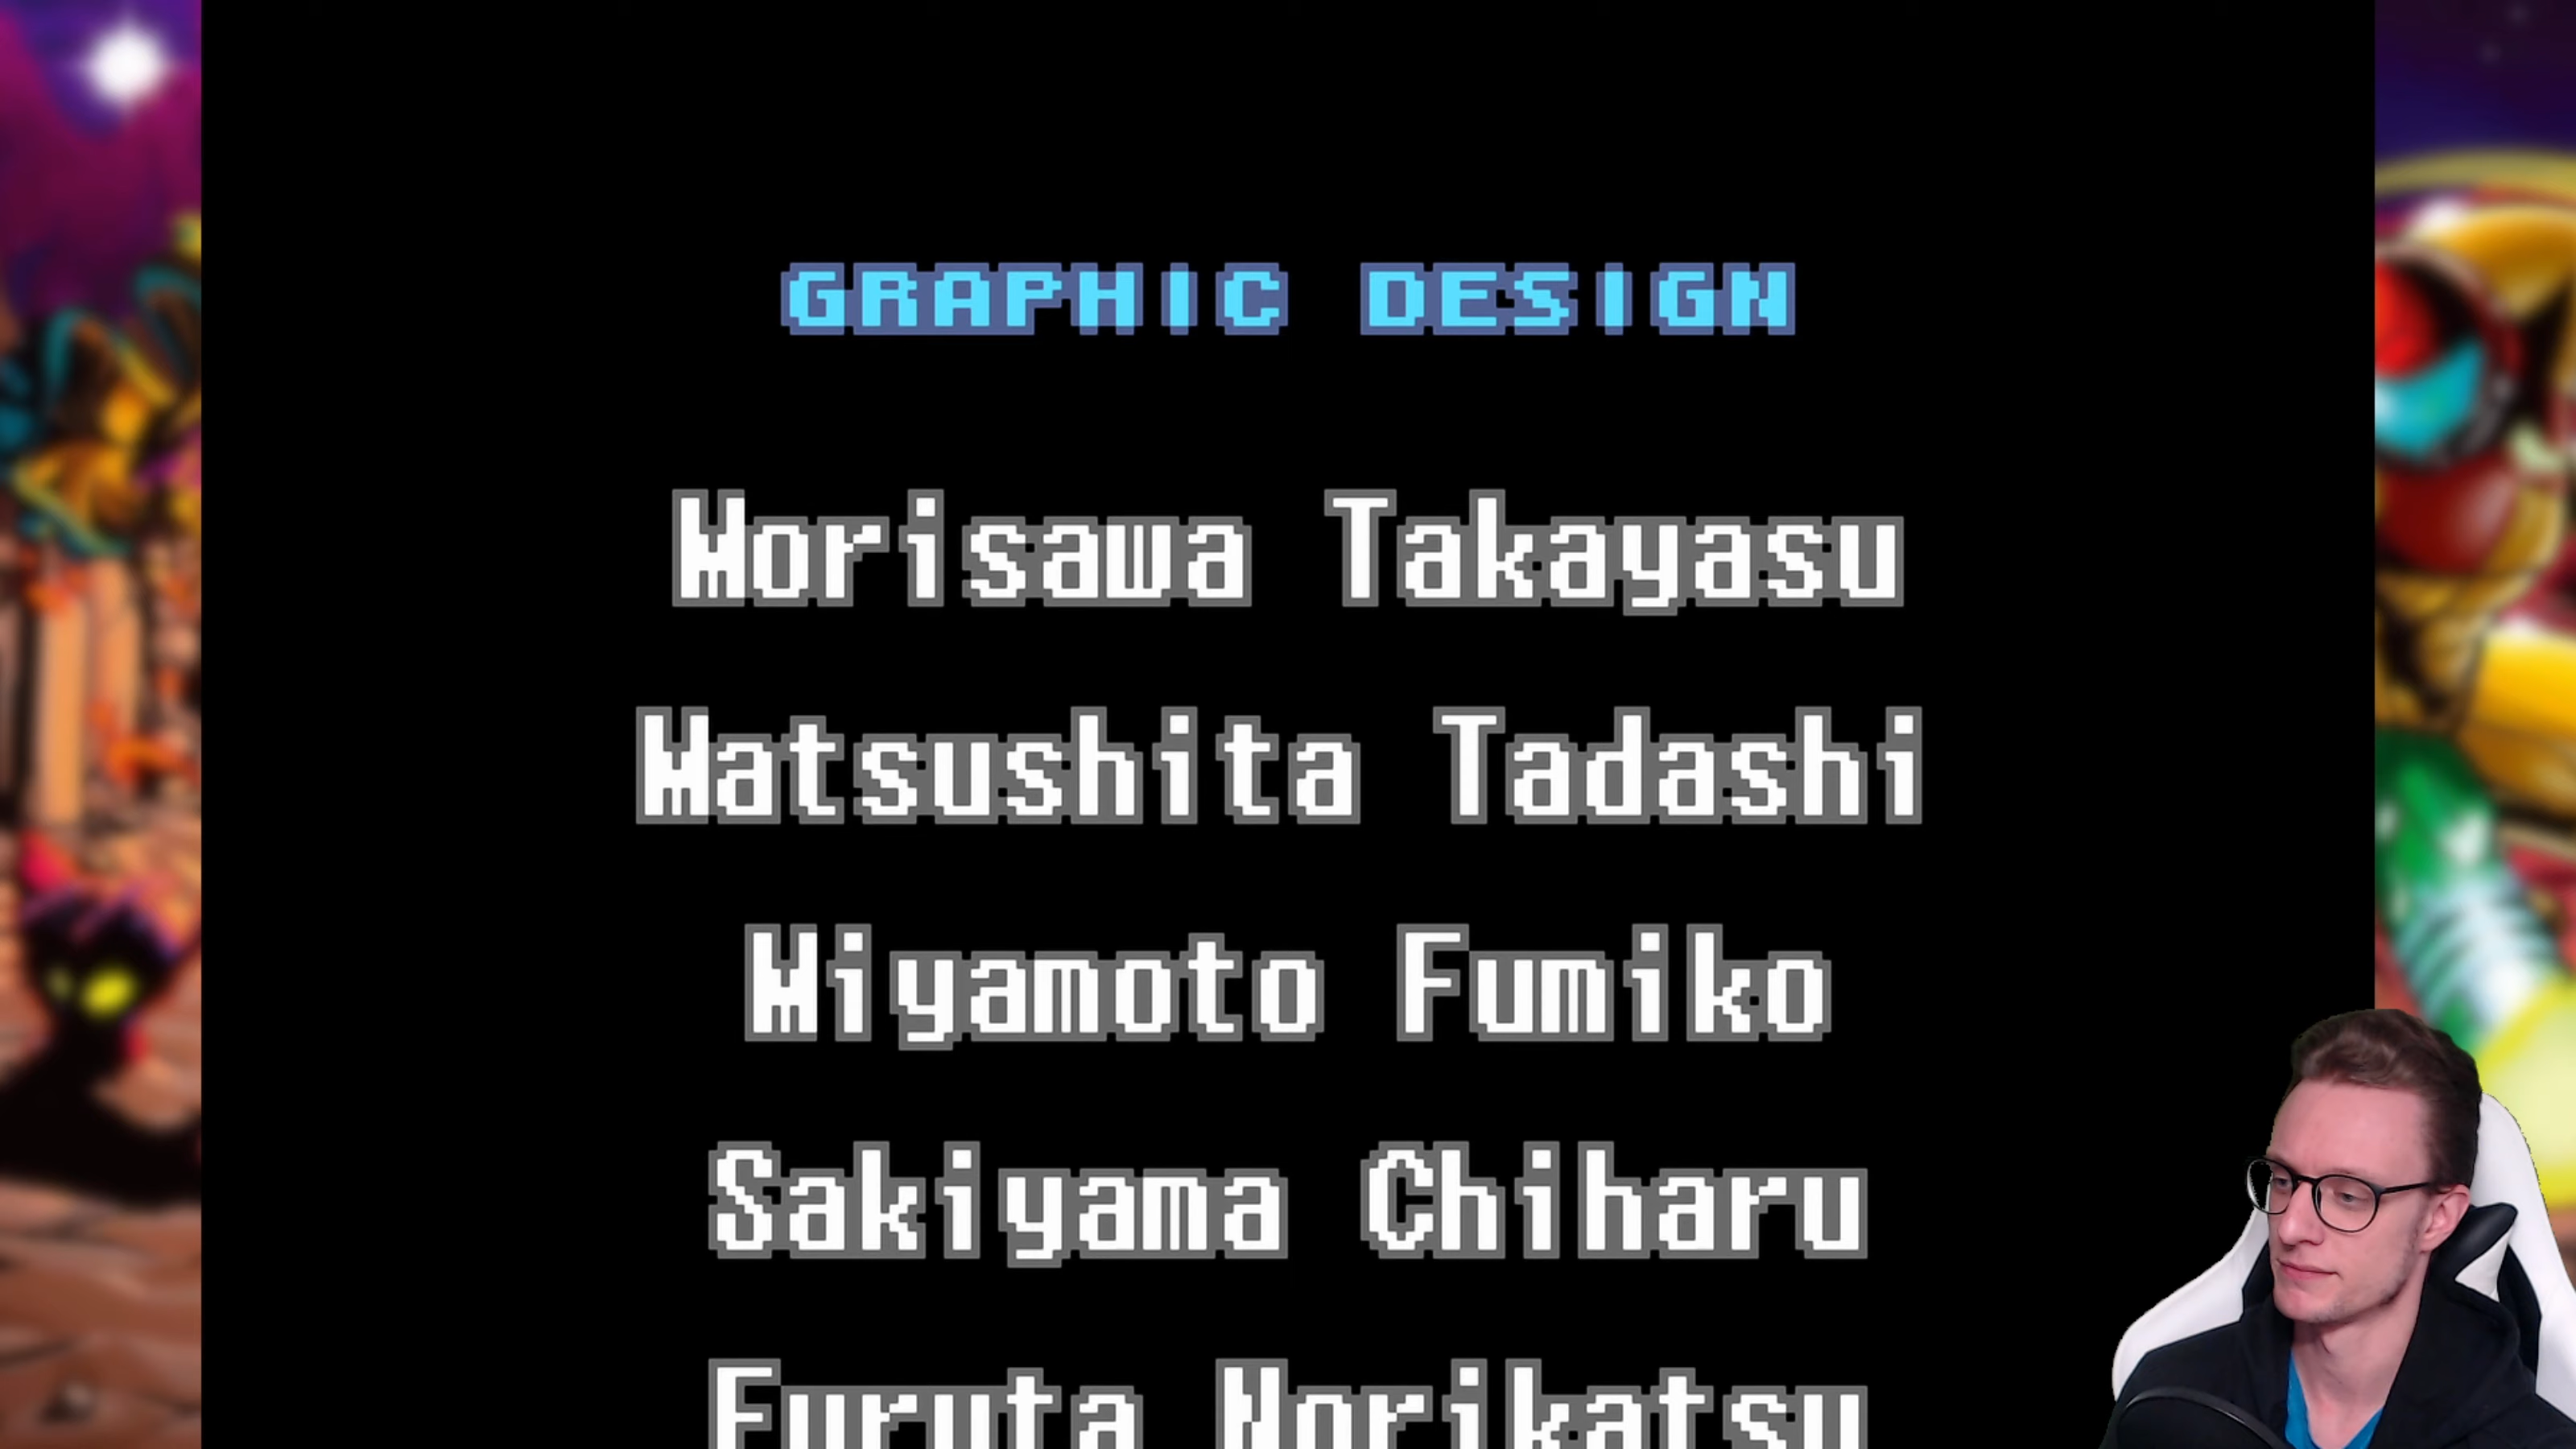 GRAPHIC DESIGN
Morisawa Takayasu
Matsushita Tadashi
Miyamoto Fumiko
Sakiyama Chiharu
Furuta Norikatsu